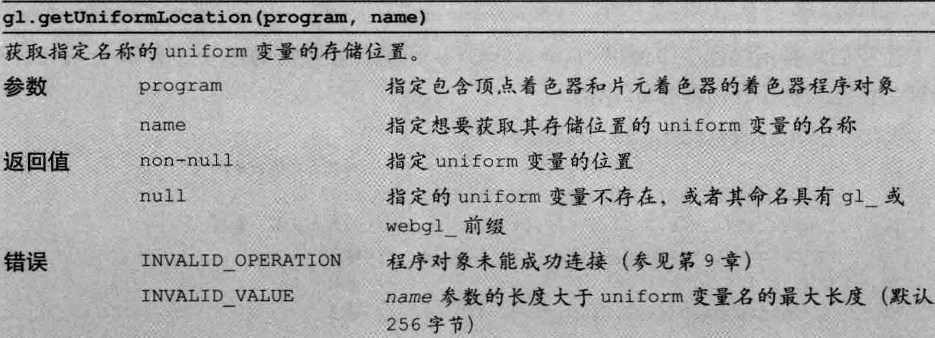 gl.getUniformLocation(program, name)
获取指定名称的 uniform 变量的存储位置。
参数 program 指定包含顶点着色器和片元着色器的着色器程序对象
name 指定想要获取其存储位置的 uniform 变量的名称
返回值 non-null 指定 uniform 变量的位置
null 指定的 uniform 变量不存在，或者其命名具有 gl_ 或
webgl_ 前缀
错误 INVALID_OPERATION 程序对象未能成功连接（参见第 9 章）
INVALID_VALUE name 参数的长度大于 uniform 变量名的最大长度（默认
256 字节）